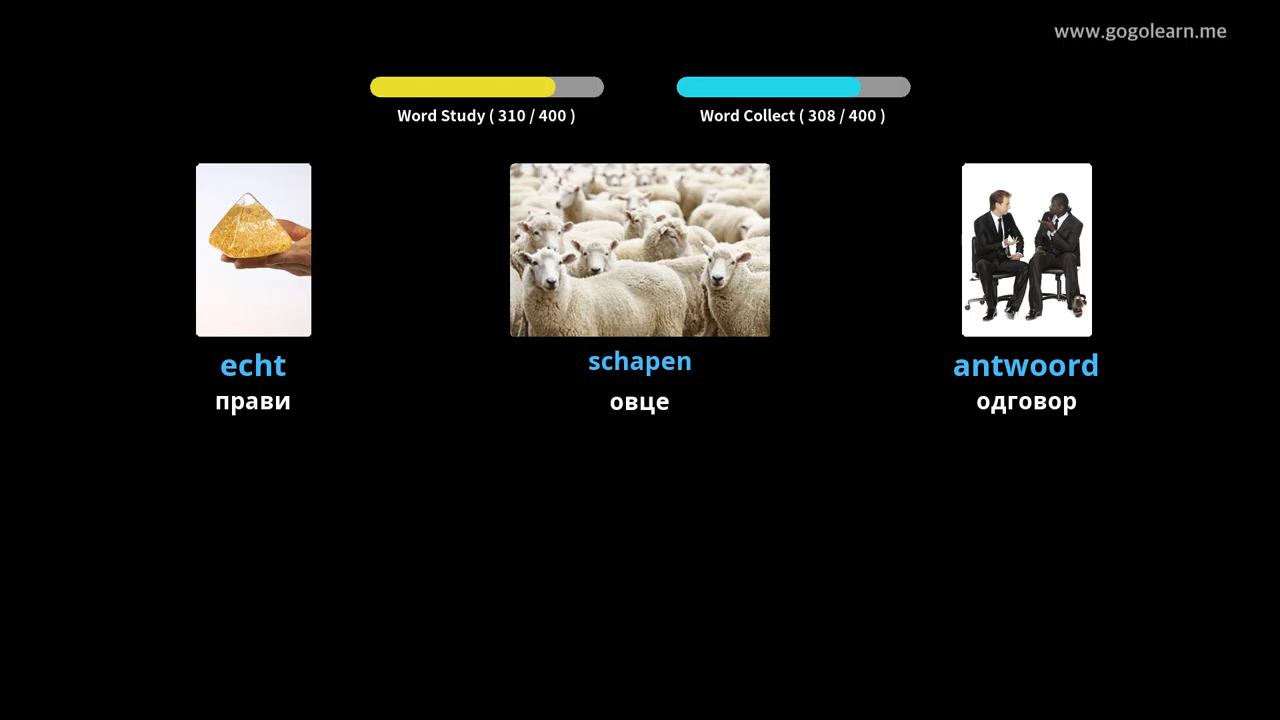 www.gogolearn.me
Word Study ( 310 / 400 )
Word Collect ( 308 / 400 )
echt
прави
schapen
овце
antwoord
одговор